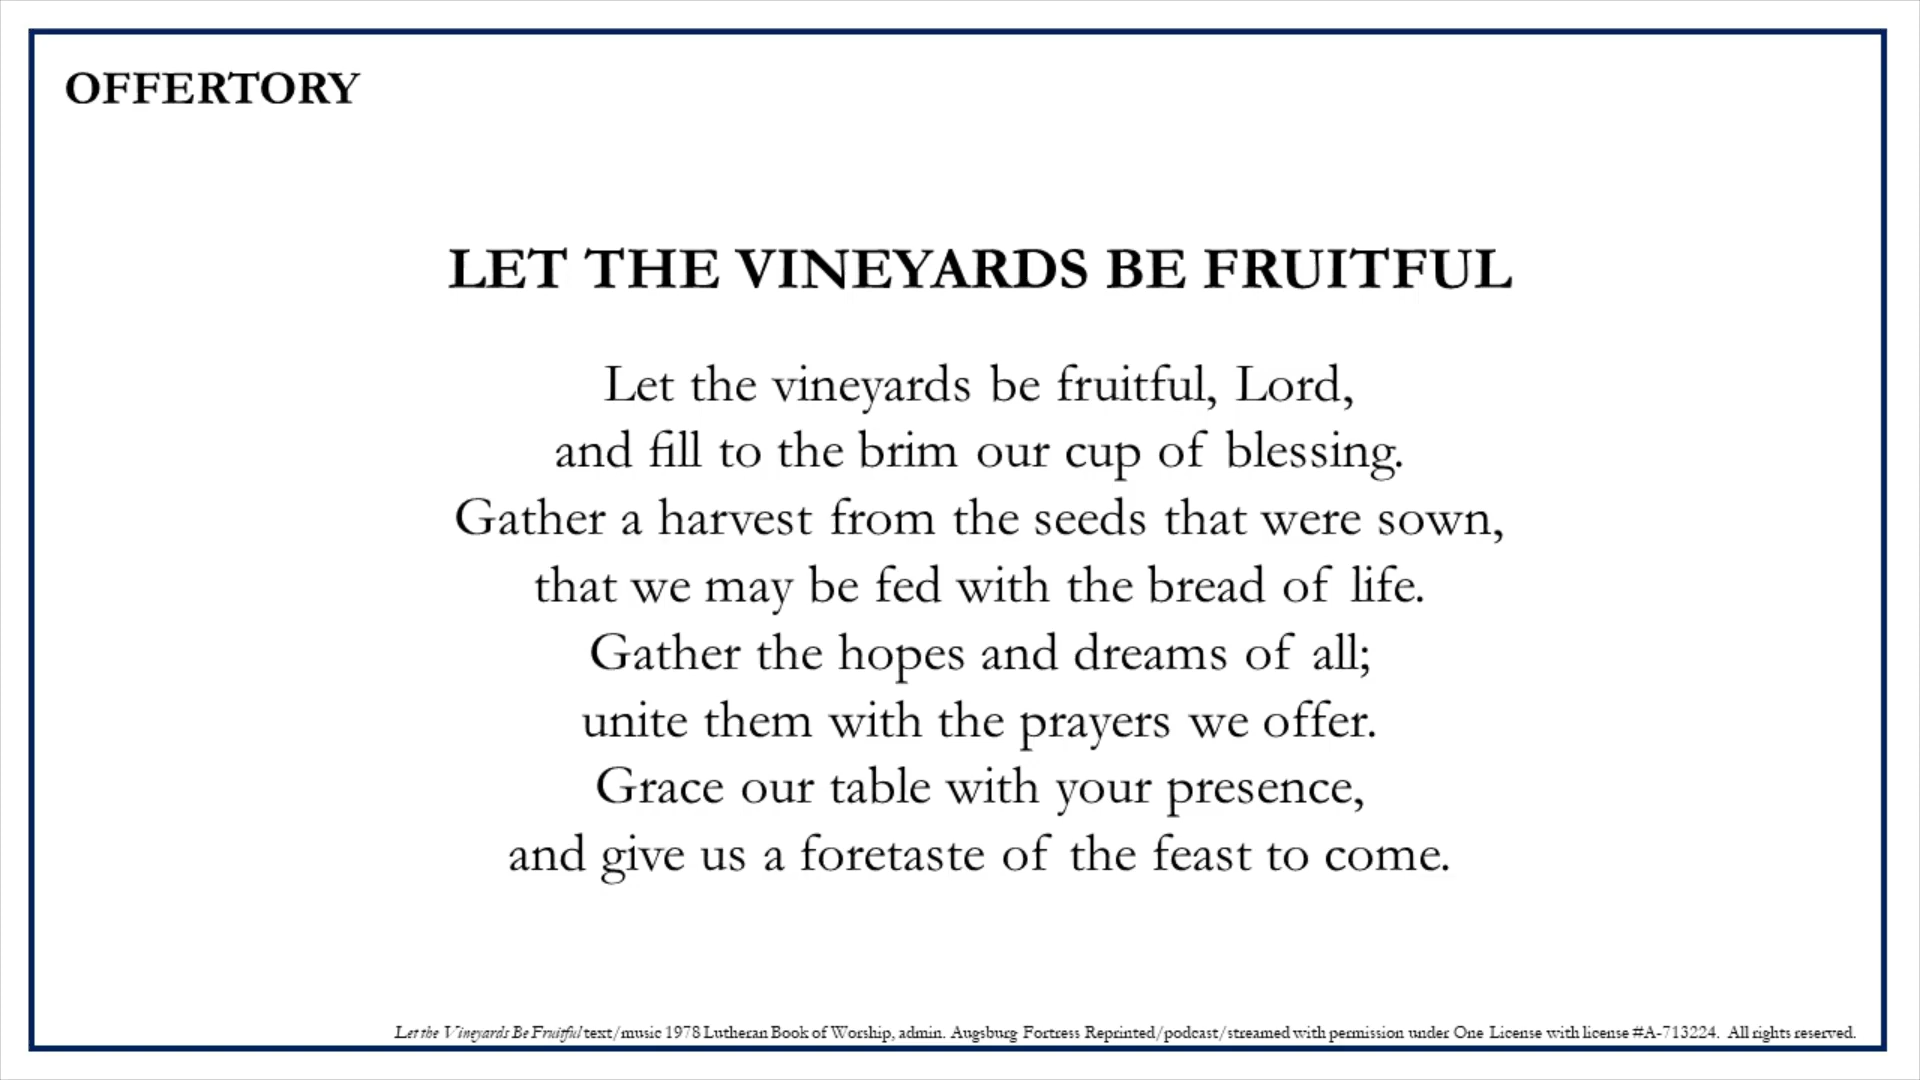 OFFERTORY
LET THE VINEYARDS BE FRUITFUL
Let the vineyards be fruitful, Lord,
and fill to the brim our cup of blessing.
Gather a harvest from the seeds that were sown,
that we may be fed with the bread of life.
Gather the hopes and dreams of all;
unite them with the prayers we offer.
Grace our table with your presence,
and give us a foretaste of the feast to come.
Let the Vineyards Be Fruitful text/music 1978 Lutheran Book of Worship, admin. Augsburg Fortress Reprinted/podcast/streamed with permission under One License with license #A-713224. All rights reserved.